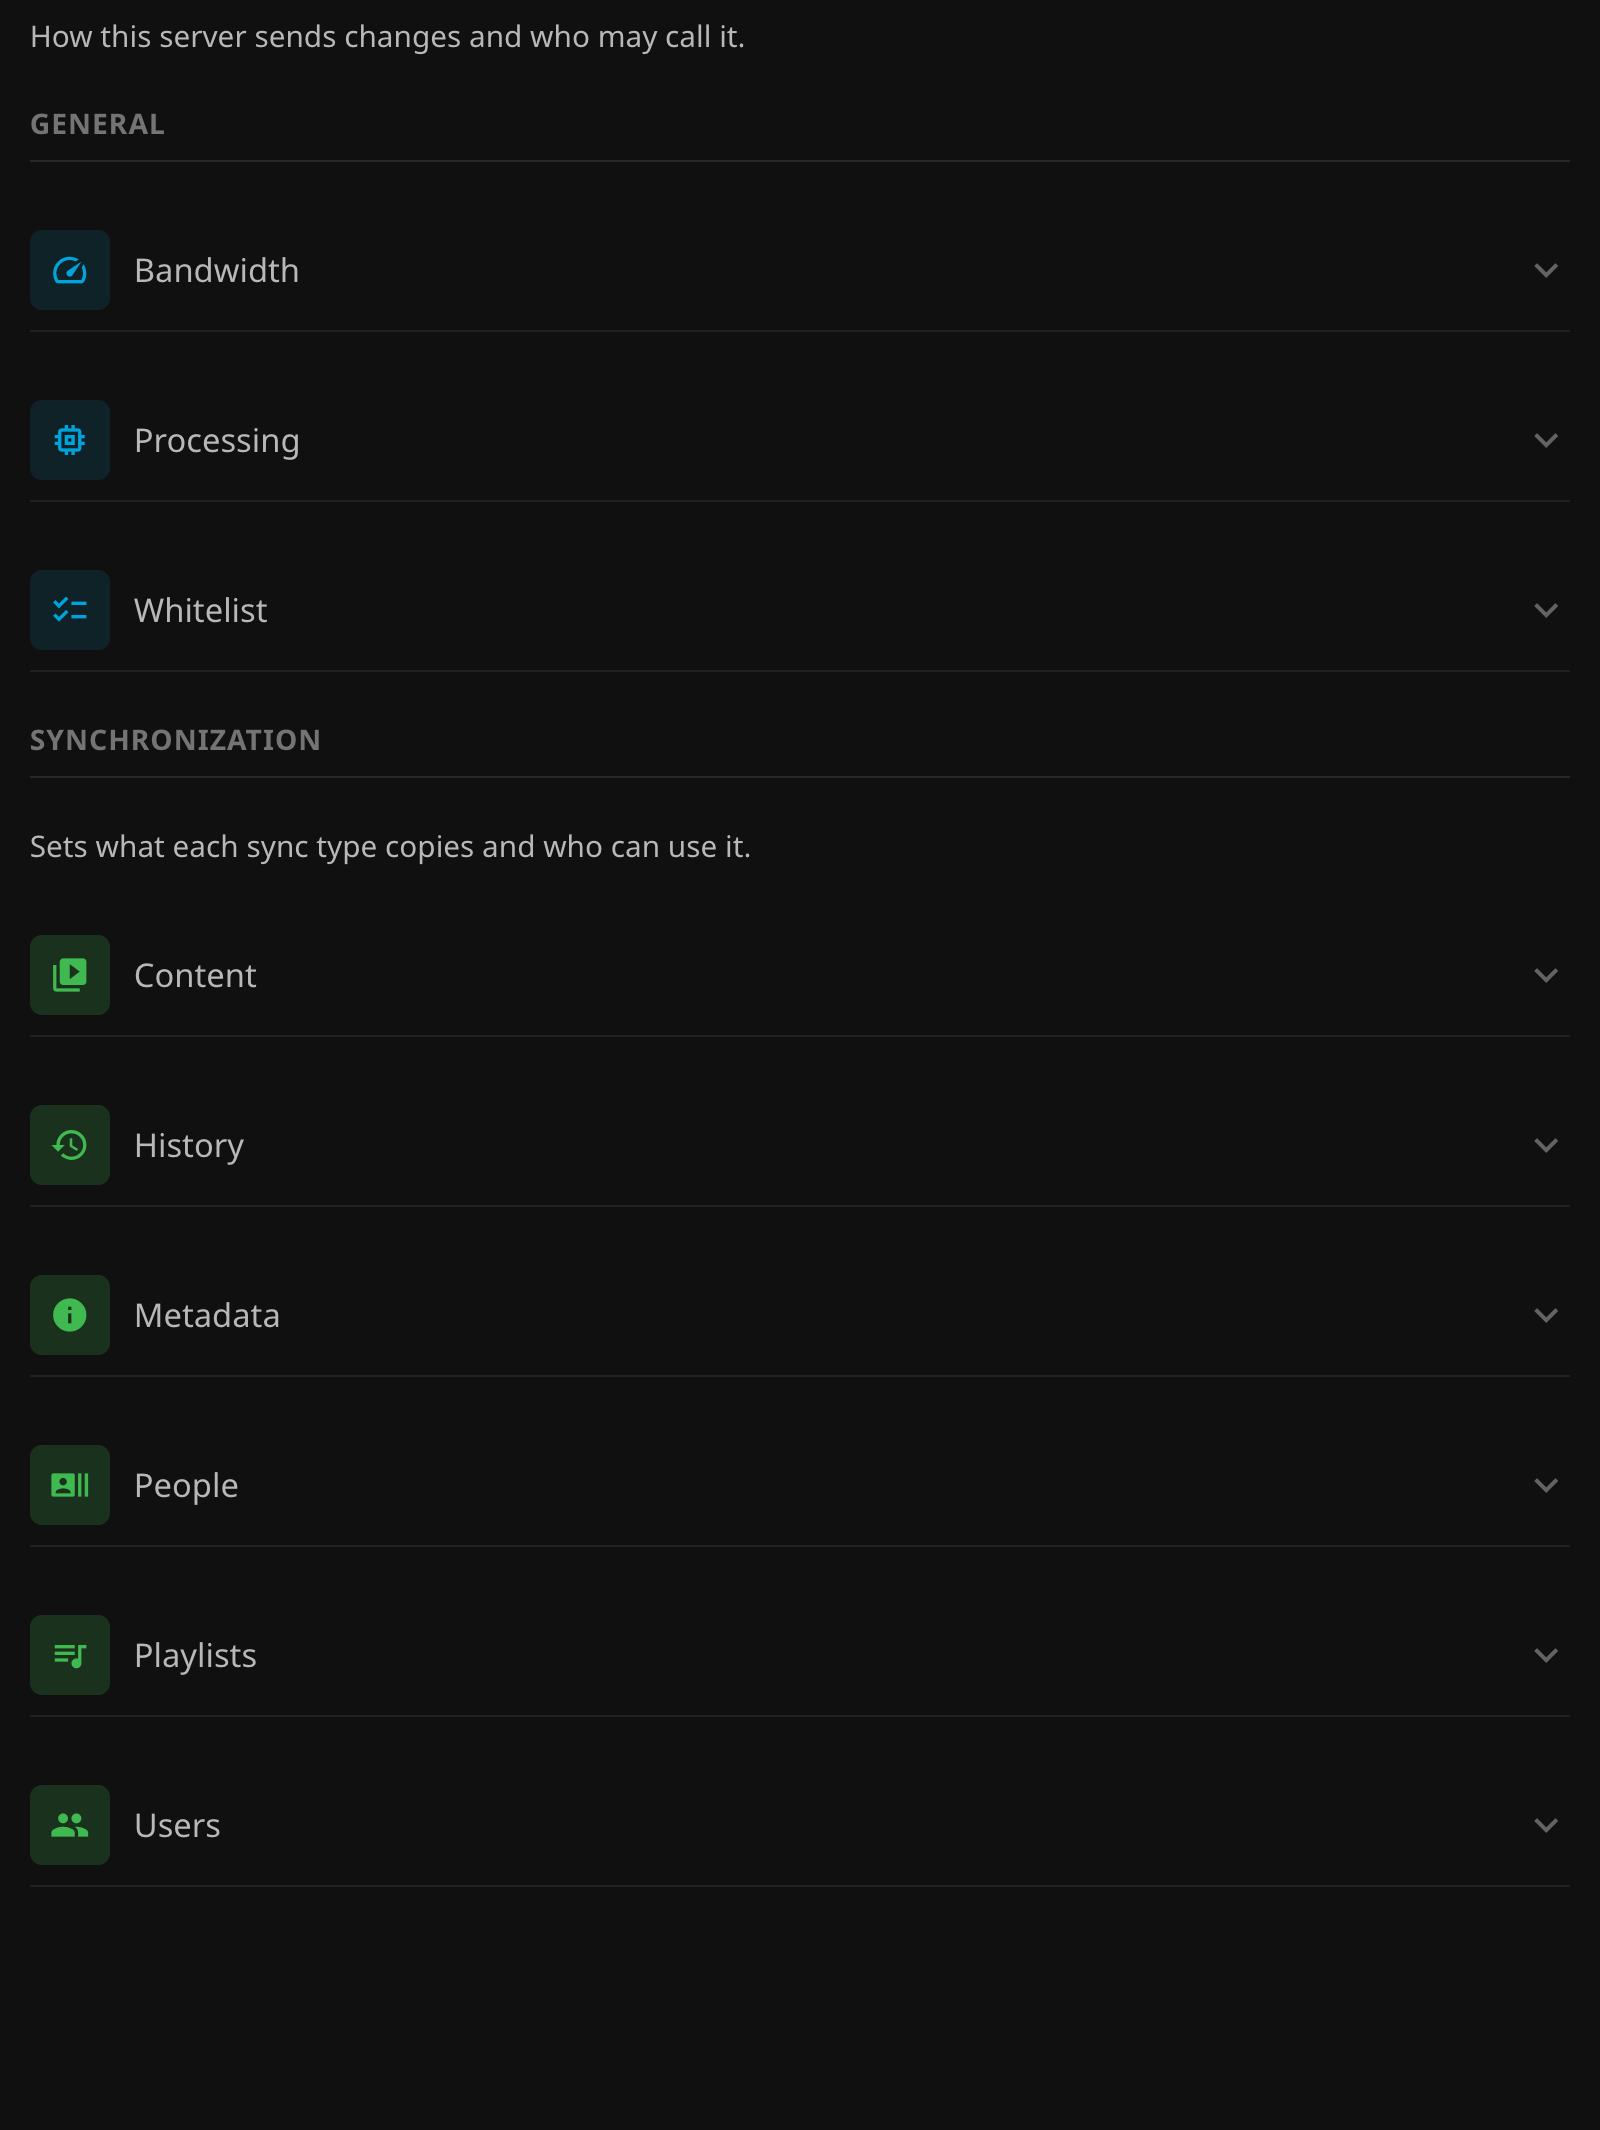 How this server sends changes and who may call it.
GENERAL
Bandwidth
Processing
Whitelist
SYNCHRONIZATION
Sets what each sync type copies and who can use it.
Content
History
Metadata
People
Playlists
Users